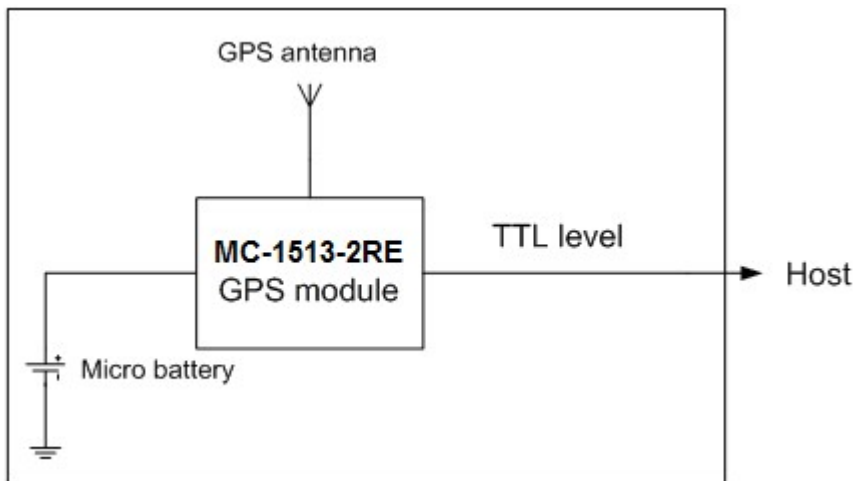 GPS antenna
MC-1513-2RE
GPS module
TTL level
Host
Micro battery